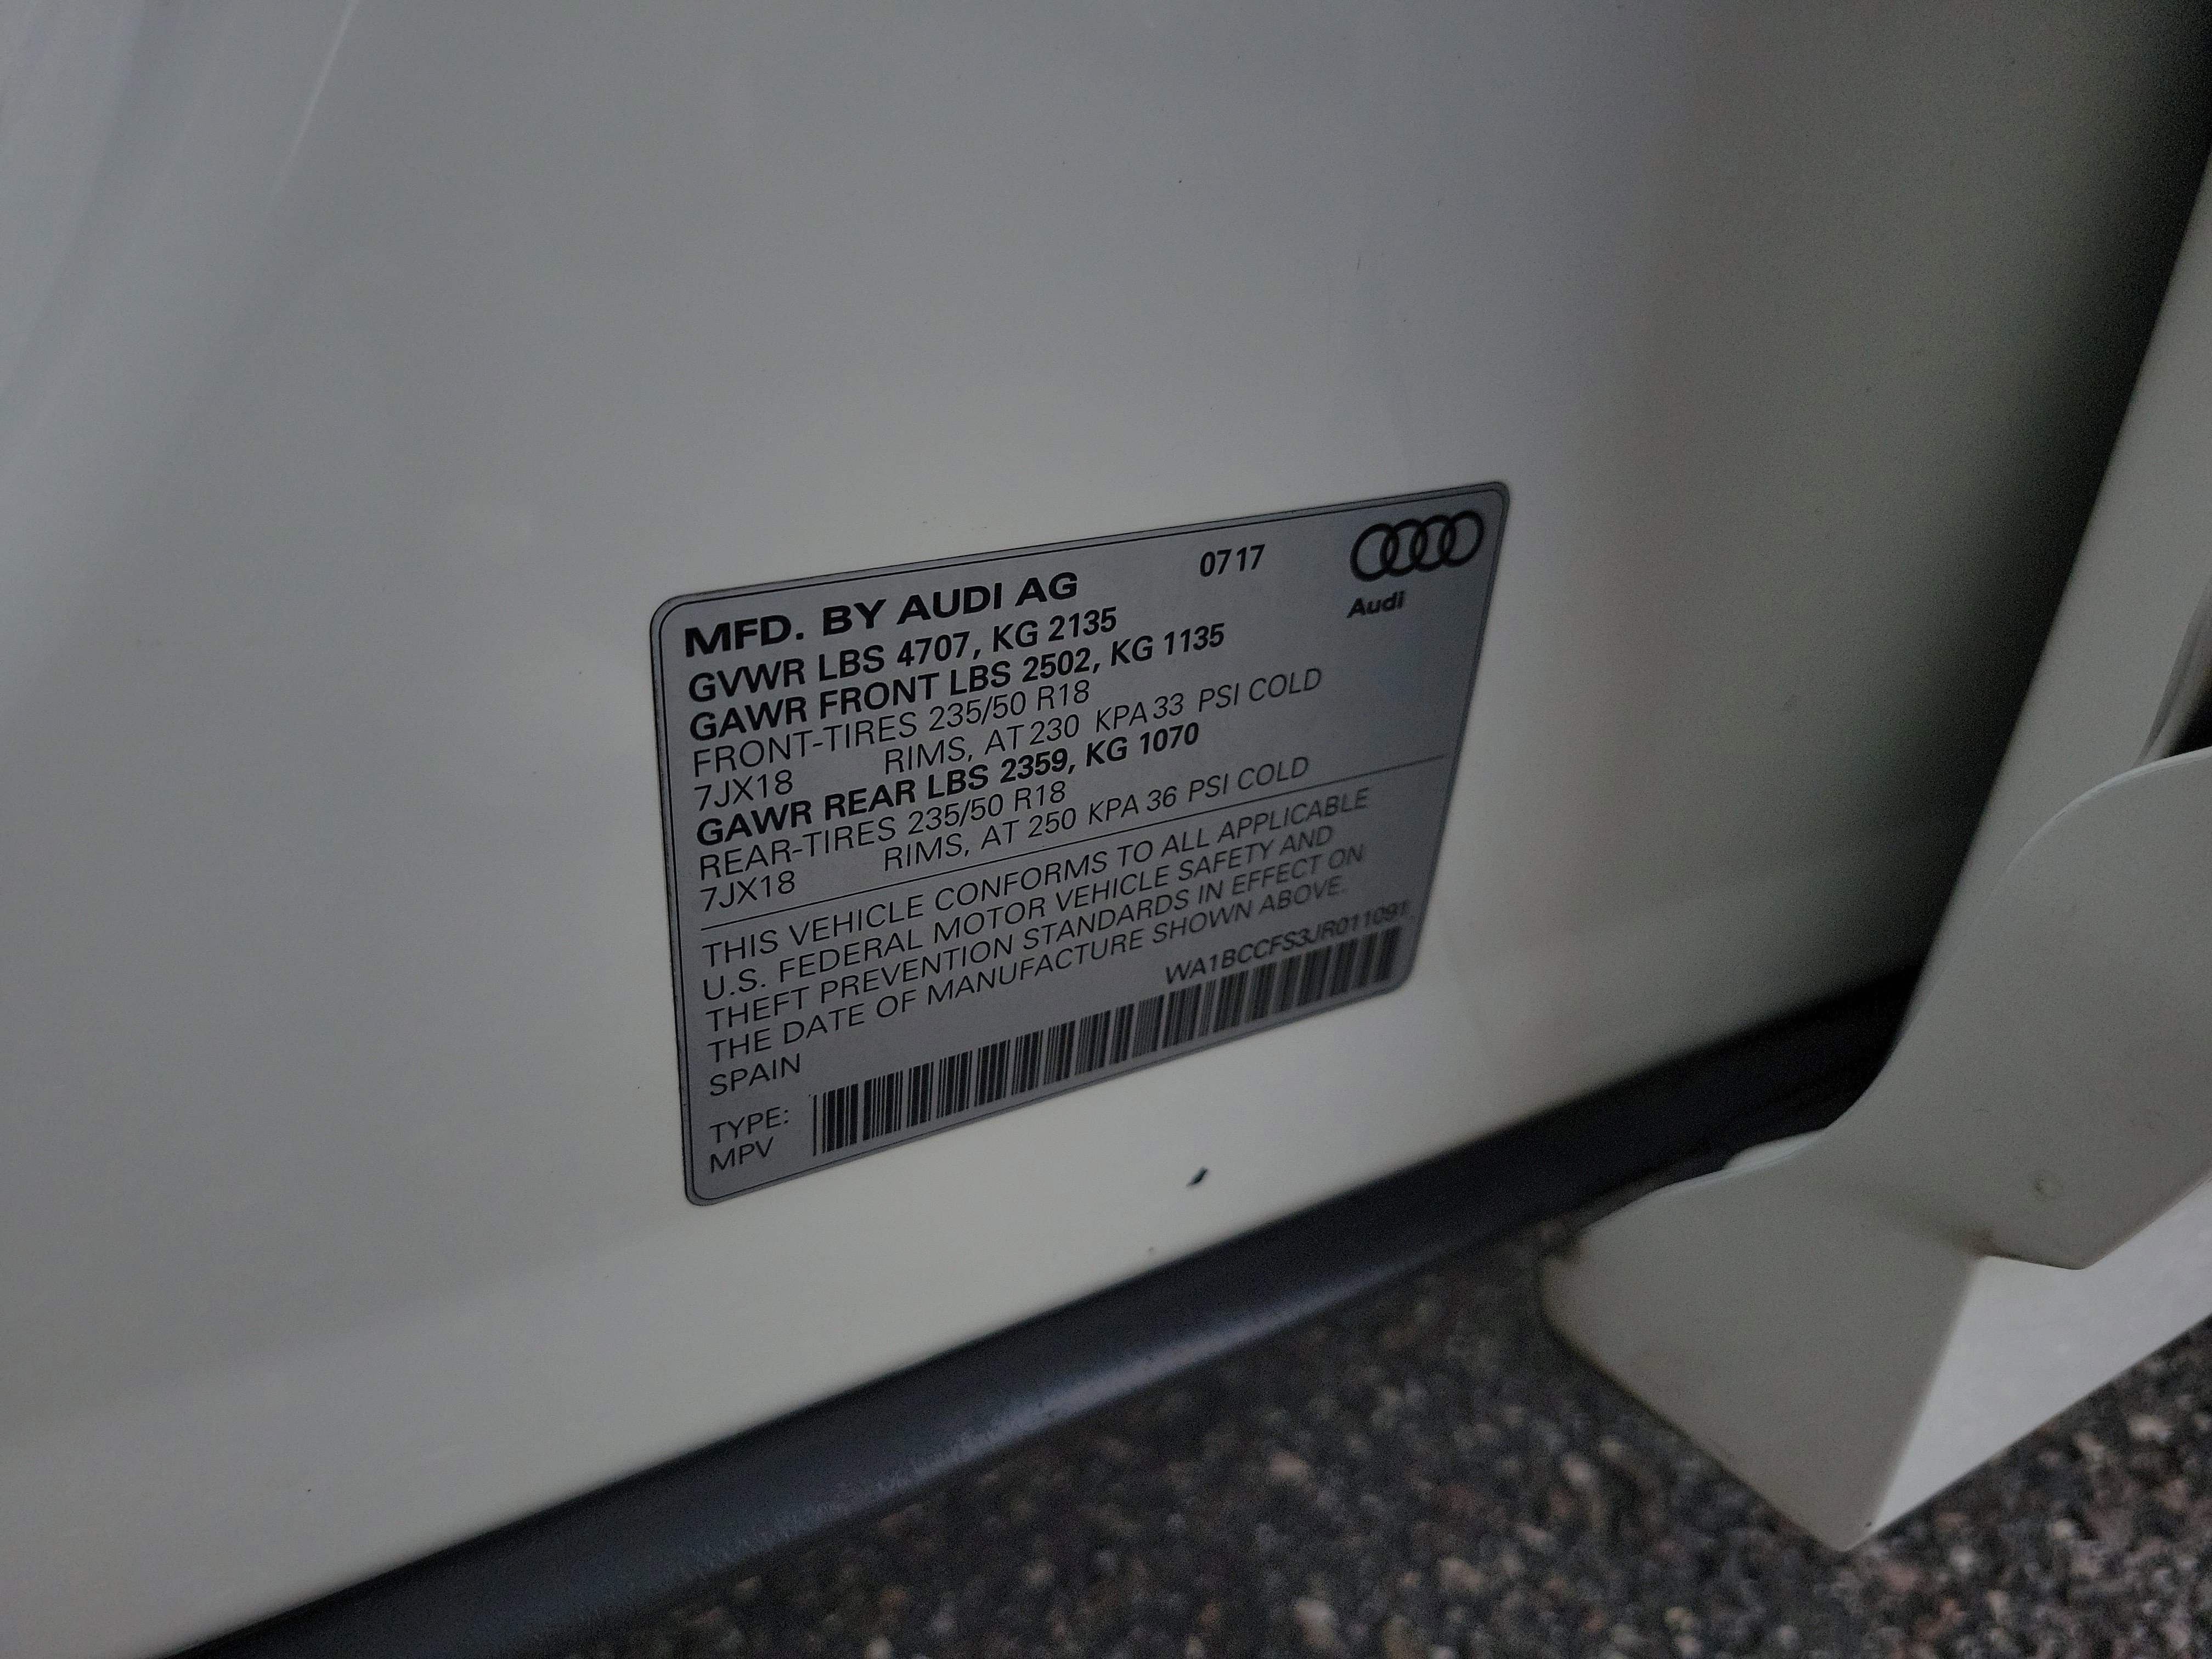 MFD. BY AUDI AG 0717
Audi
GVWR LBS 4707, KG 2135
GAWR FRONT LBS 2502, KG 1135
FRONT-TIRES 235/50 R18
7JX18 RIMS, AT 230 KPA 33 PSI COLD
GAWR REAR LBS 2359, KG 1070
REAR-TIRES 235/50 R18
7JX18 RIMS, AT 250 KPA 36 PSI COLD
THIS VEHICLE CONFORMS TO ALL APPLICABLE
U.S. FEDERAL MOTOR VEHICLE SAFETY AND
THEFT PREVENTION STANDARDS IN EFFECT ON
THE DATE OF MANUFACTURE SHOWN ABOVE.
SPAIN WA1BCCFS3JR011091
TYPE:
MPV